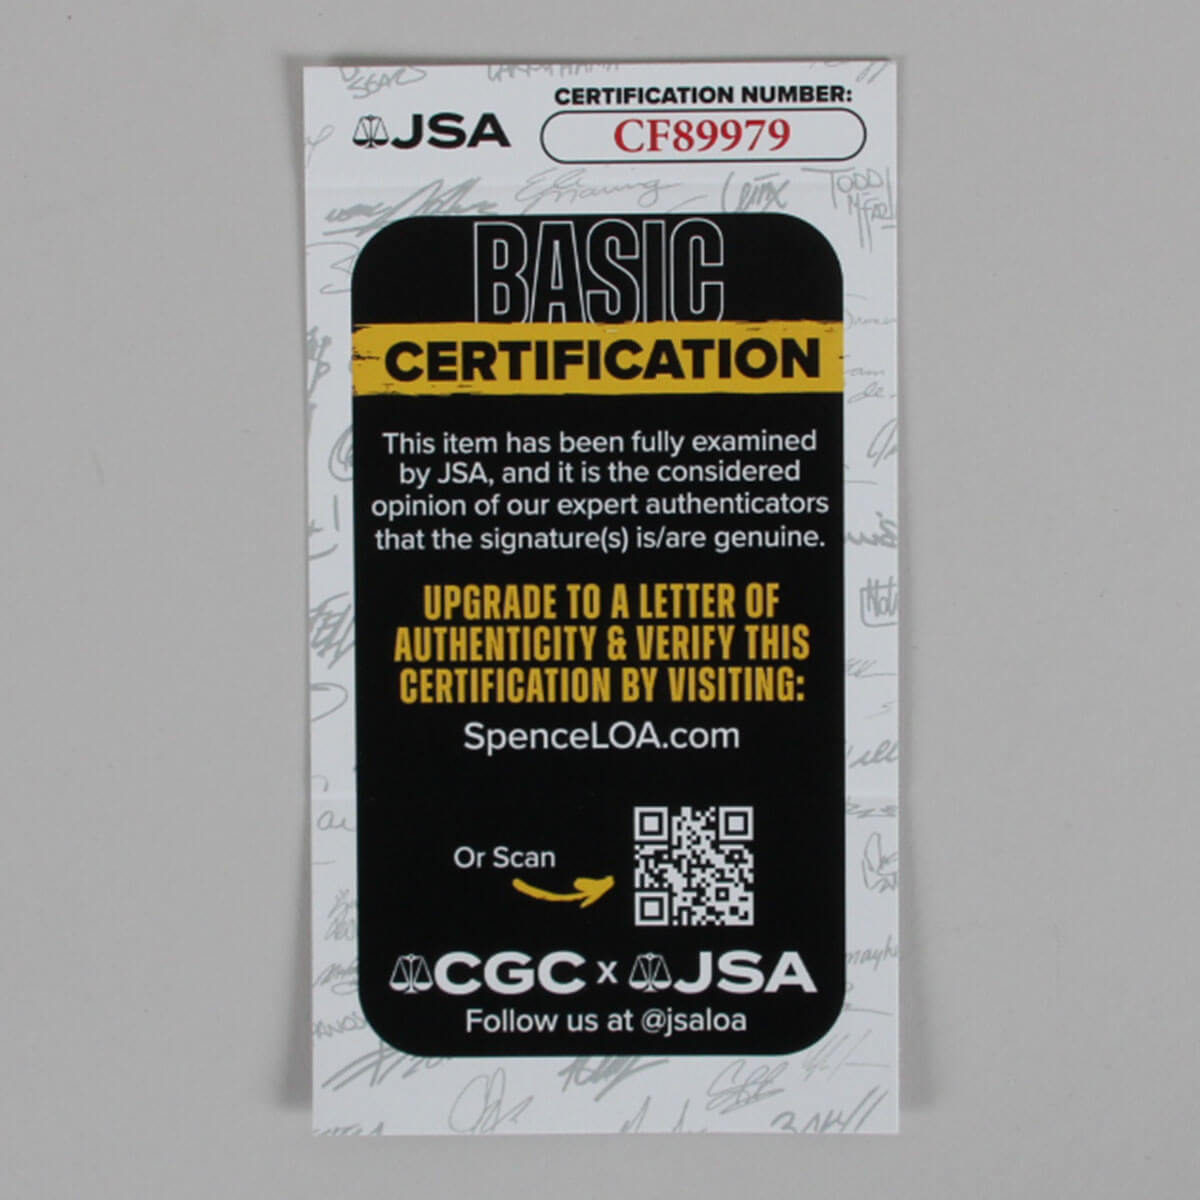 JSA
CERTIFICATION NUMBER:
CF89979
BASIC
CERTIFICATION
This item has been fully examined
by JSA, and it is the considered
opinion of our expert authenticators
that the signature(s) is/are genuine.
UPGRADE TO A LETTER OF
AUTHENTICITY & VERIFY THIS
CERTIFICATION BY VISITING:
SpenceLOA.com
Or Scan
CGC x JSA
Follow us at @jsaloa